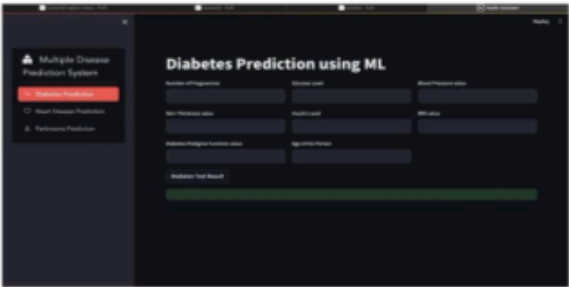 Deploy
Multiple Disease
Prediction System
Diabetes Prediction
Heart Disease Prediction
Parkinsons Prediction
Diabetes Prediction using ML
Number of Pregnancies
Glucose Level
Blood Pressure value
Skin Thickness value
Insulin Level
BMI value
Diabetes Pedigree Function value
Age of the Person
Diabetes Test Result